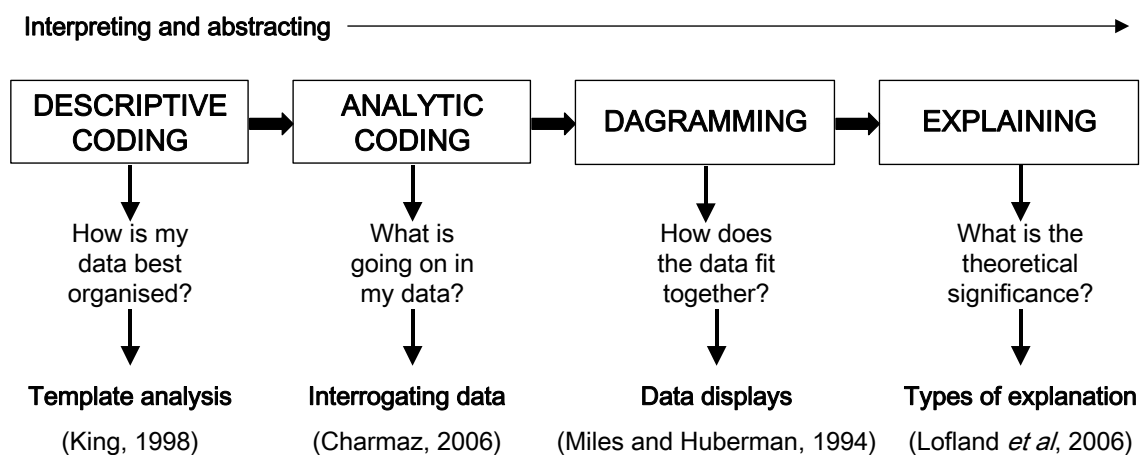 Interpreting and abstracting
DESCRIPTIVE
CODING
ANALYTIC
CODING
DAGRAMMING
EXPLAINING
How is my
data best
organised?
What is
going on in
my data?
How does
the data fit
together?
What is the
theoretical
significance?
Template analysis
(King, 1998)
Interrogating data
(Charmaz, 2006)
Data displays
(Miles and Huberman, 1994)
Types of explanation
(Lofland et al, 2006)